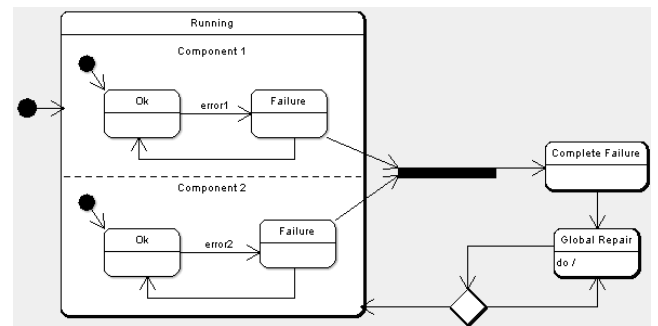 Running
Component 1
Ok
error1
Failure
Complete Failure
Component 2
Ok
error2
Failure
Global Repair
do /